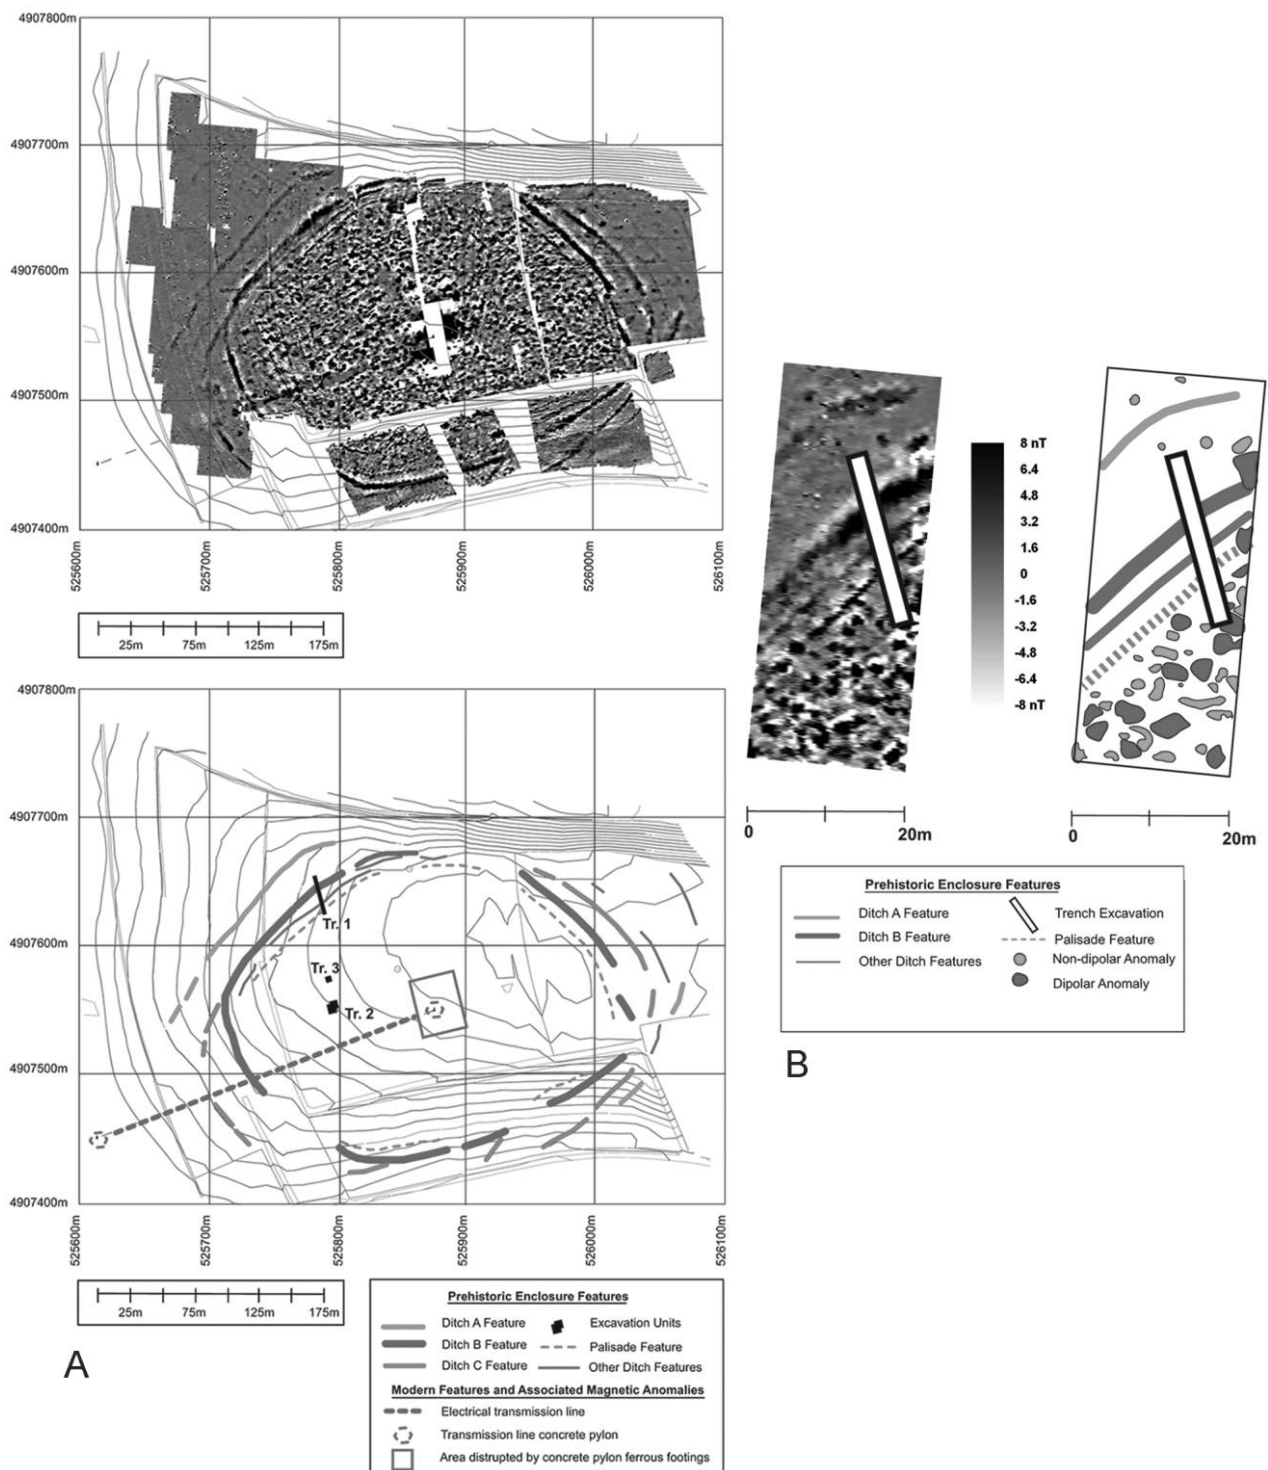 4907800m
4907700m
4907600m
4907500m
4907400m
525600m
525700m
525800m
525900m
526000m
526100m
25m 75m 125m 175m
8 nT
6.4
4.8
3.2
1.6
0
-1.6
-3.2
-4.8
-6.4
-8 nT
0 20m
0 20m
Prehistoric Enclosure Features
Ditch A Feature
Trench Excavation
Ditch B Feature
Palisade Feature
Other Ditch Features
Non-dipolar Anomaly
Dipolar Anomaly
B
4907800m
4907700m
4907600m
4907500m
4907400m
Tr. 1
Tr. 3
Tr. 2
525600m
525700m
525800m
525900m
526000m
526100m
25m 75m 125m 175m
A
Prehistoric Enclosure Features
Ditch A Feature
Excavation Units
Ditch B Feature
Palisade Feature
Ditch C Feature
Other Ditch Features
Modern Features and Associated Magnetic Anomalies
Electrical transmission line
Transmission line concrete pylon
Area distrupted by concrete pylon ferrous footings